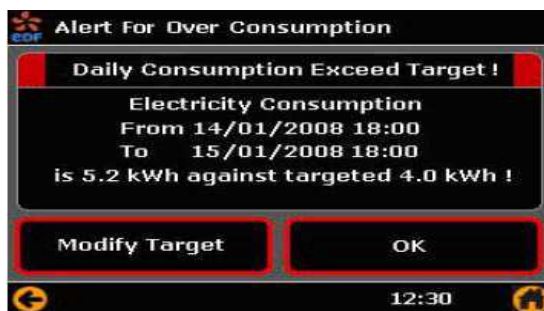 EDF Alert For Over Consumption
Daily Consumption Exceed Target !
Electricity Consumption
From 14/01/2008 18:00
To 15/01/2008 18:00
is 5.2 kWh against targeted 4.0 kWh !
Modify Target OK
12:30